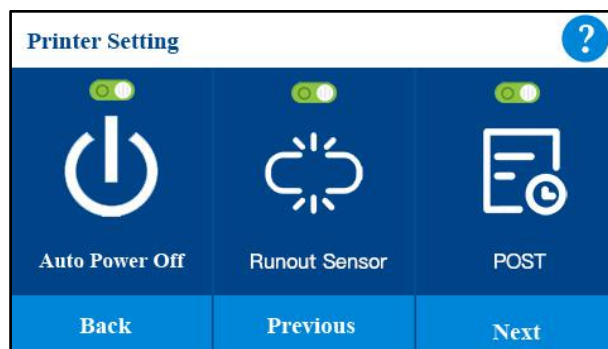 Printer Setting
?
Auto Power Off
Runout Sensor
POST
Back
Previous
Next